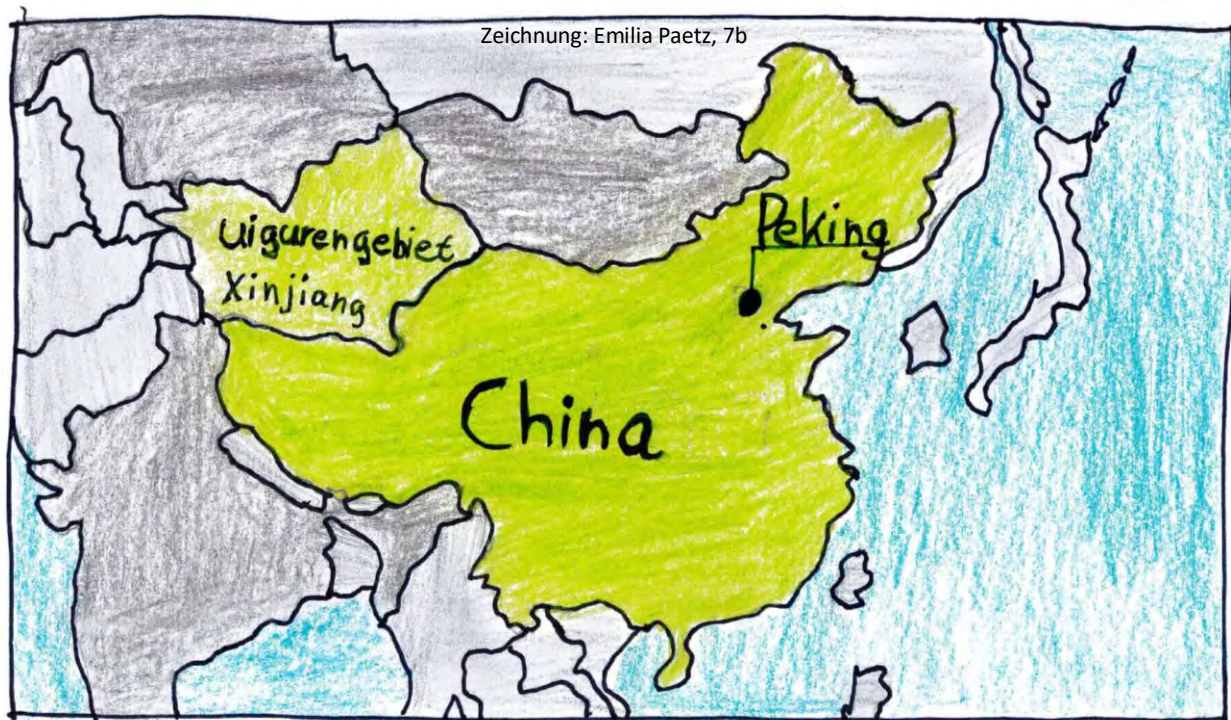 Zeichnung: Emilia Paetz, 7b
Peking
Uigurengebiet
Xinjiang
China